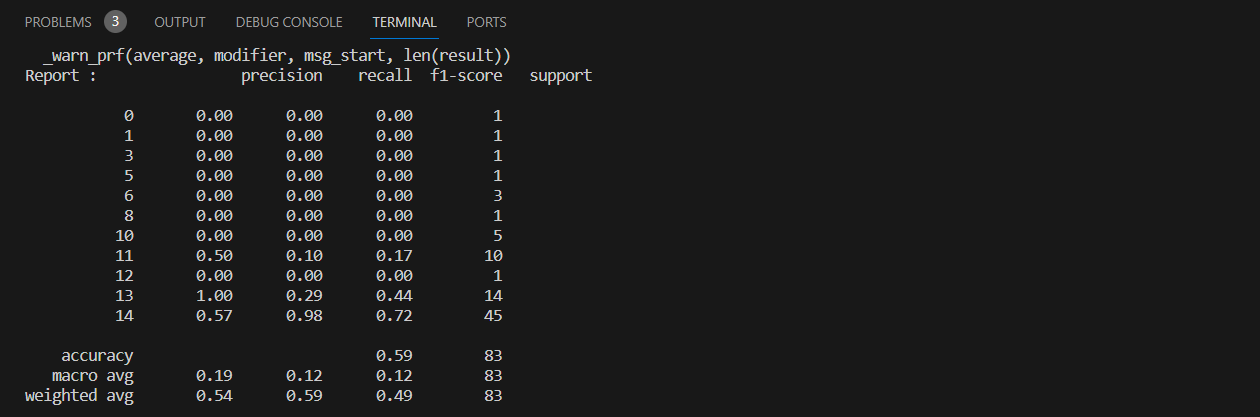 PROBLEMS 3 OUTPUT DEBUG CONSOLE TERMINAL PORTS
_warn_prf(average, modifier, msg_start, len(result))
Report : precision recall f1-score support
0 0.00 0.00 0.00 1
1 0.00 0.00 0.00 1
3 0.00 0.00 0.00 1
5 0.00 0.00 0.00 1
6 0.00 0.00 0.00 3
8 0.00 0.00 0.00 1
10 0.00 0.00 0.00 5
11 0.50 0.10 0.17 10
12 0.00 0.00 0.00 1
13 1.00 0.29 0.44 14
14 0.57 0.98 0.72 45
accuracy 0.59 83
macro avg 0.19 0.12 0.12 83
weighted avg 0.54 0.59 0.49 83